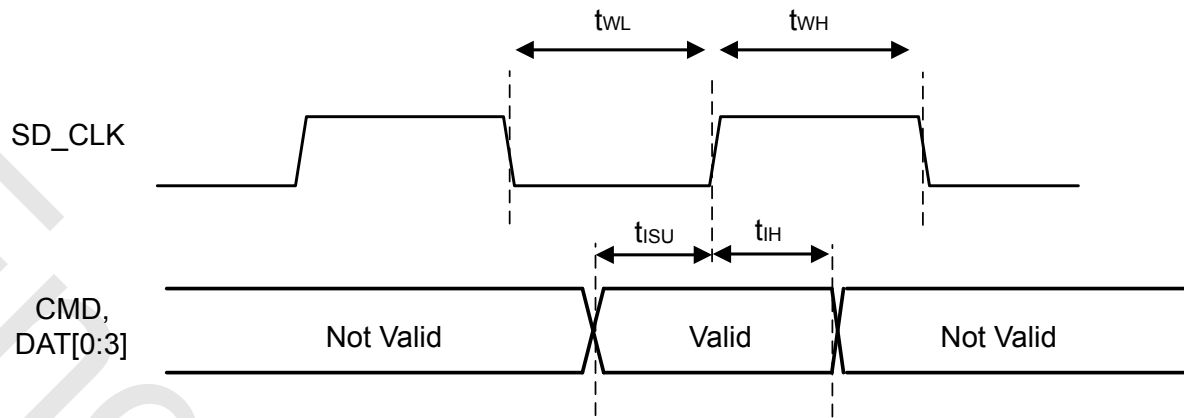 tWL
tWH
SD_CLK
tISU
tIH
CMD,
DAT[0:3]
Not Valid
Valid
Not Valid